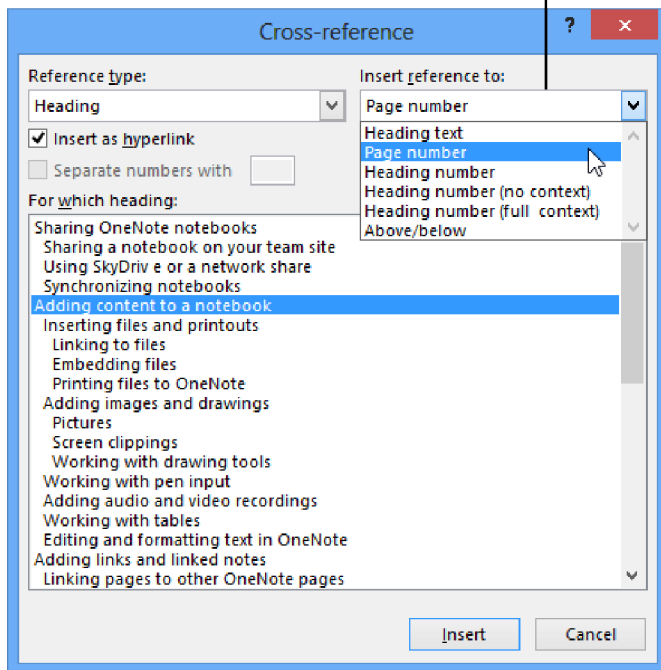 Cross-reference
?
Reference type:
Insert reference to:
Heading
Page number
Insert as hyperlink
Separate numbers with
Heading text
Page number
Heading number
Heading number (no context)
Heading number (full context)
Above/below
For which heading:
Sharing OneNote notebooks
Sharing a notebook on your team site
Using SkyDriv e or a network share
Synchronizing notebooks
Adding content to a notebook
Inserting files and printouts
Linking to files
Embedding files
Printing files to OneNote
Adding images and drawings
Pictures
Screen clippings
Working with drawing tools
Working with pen input
Adding audio and video recordings
Working with tables
Editing and formatting text in OneNote
Adding links and linked notes
Linking pages to other OneNote pages
Insert
Cancel